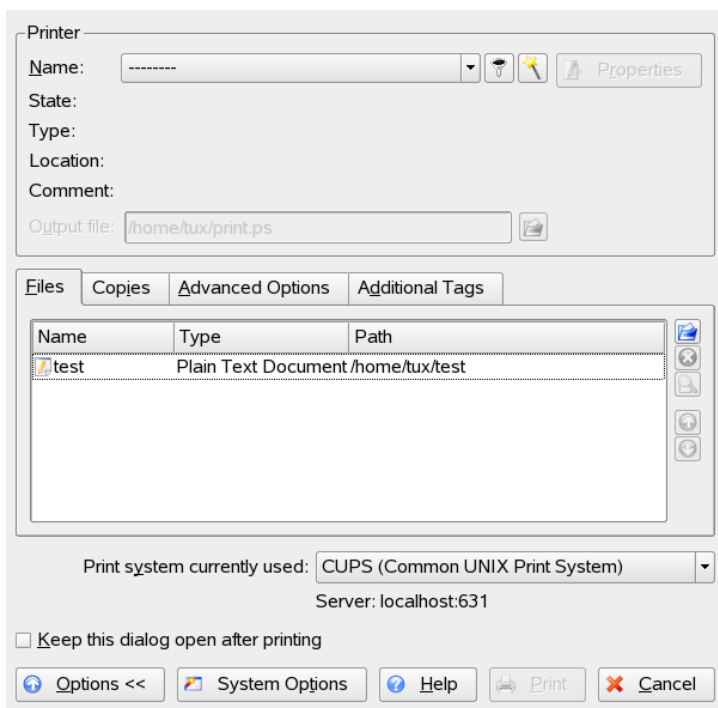 Printer
Name: --------
Properties
State:
Type:
Location:
Comment:
Output file: /home/tux/print.ps
Files Copies Advanced Options Additional Tags
Name Type Path
test Plain Text Document /home/tux/test
Print system currently used: CUPS (Common UNIX Print System)
Server: localhost:631
Keep this dialog open after printing
Options << System Options Help Print Cancel